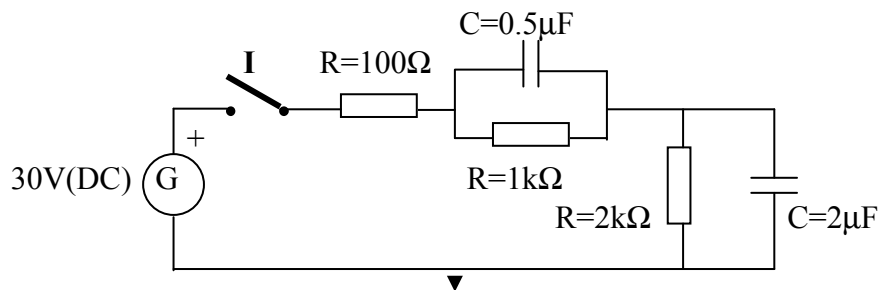 C=0.5μF
I
R=100Ω
+
30V(DC)
G
R=1kΩ
R=2kΩ
C=2μF